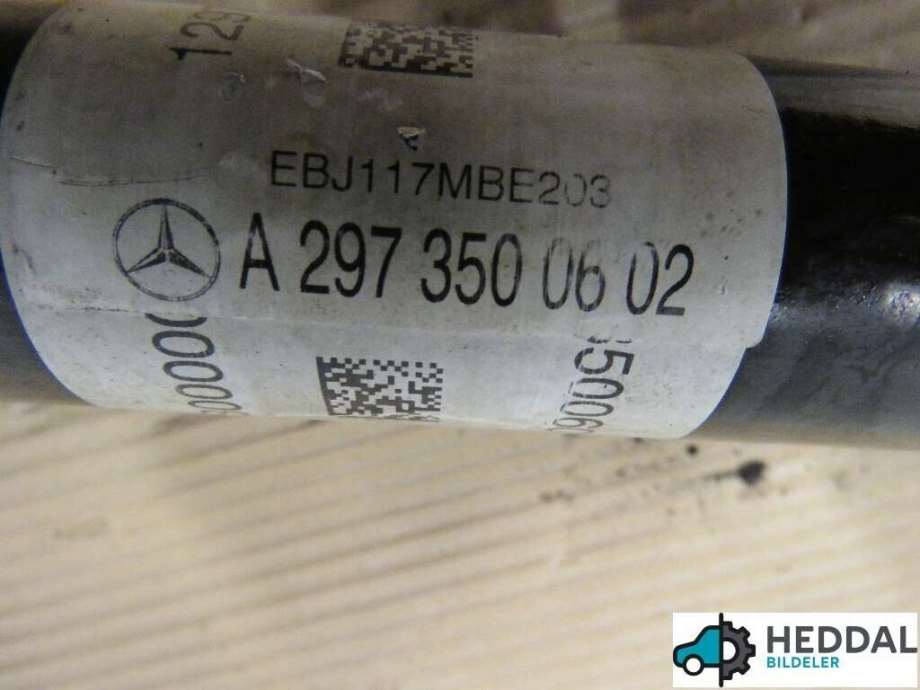 EBJ117MBE203
A 297 350 06 02
HEDDAL
BILDELER